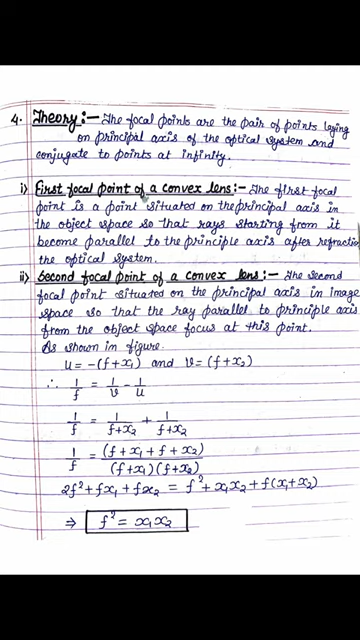 4. Theory :- The focal points are the pair of points lying
on principal axis of the optical system and
conjugate to points at infinity.
i) First focal point of a convex lens :- The first focal
point is a point situated on the principal axis in
the object space so that rays starting from it
become parallel to the principle axis after refraction
the optical system.
ii) Second focal point of a convex lens :- The second
focal point situated on the principal axis in image
space so that the ray parallel to principle axis
from the object space focus at this point.
As shown in figure.
u = -(f+x₁) and v = (f+x₂)
∴ 1/f = 1/v - 1/u
1/f = 1/(f+x₂) + 1/(f+x₂)
1/f = (f+x₁+f+x₂)/((f+x₁)(f+x₂))
2f²+fx₁+fx₂ = f²+x₁x₂+f(x₁+x₂)
⇒ f² = x₁x₂